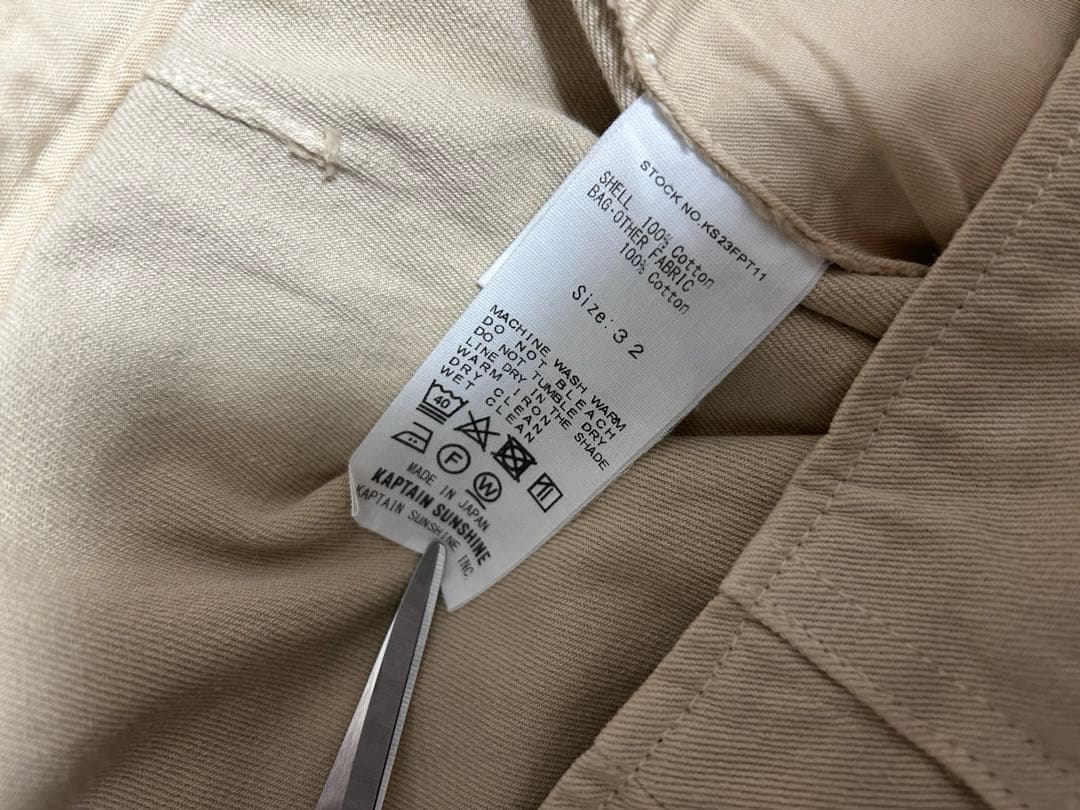 STOCK NO.KS23FPT11
SHELL 100% Cotton
BAG·OTHER FABRIC
100% Cotton
Size:32
MACHINE WASH WARM
DO NOT BLEACH
DO NOT TUMBLE DRY
LINE DRY IN THE SHADE
WARM IRON
DRY CLEAN
WET CLEAN
40
F
W
MADE IN JAPAN
KAPTAIN SUNSHINE
KAPTAIN SUNSHINE INC.